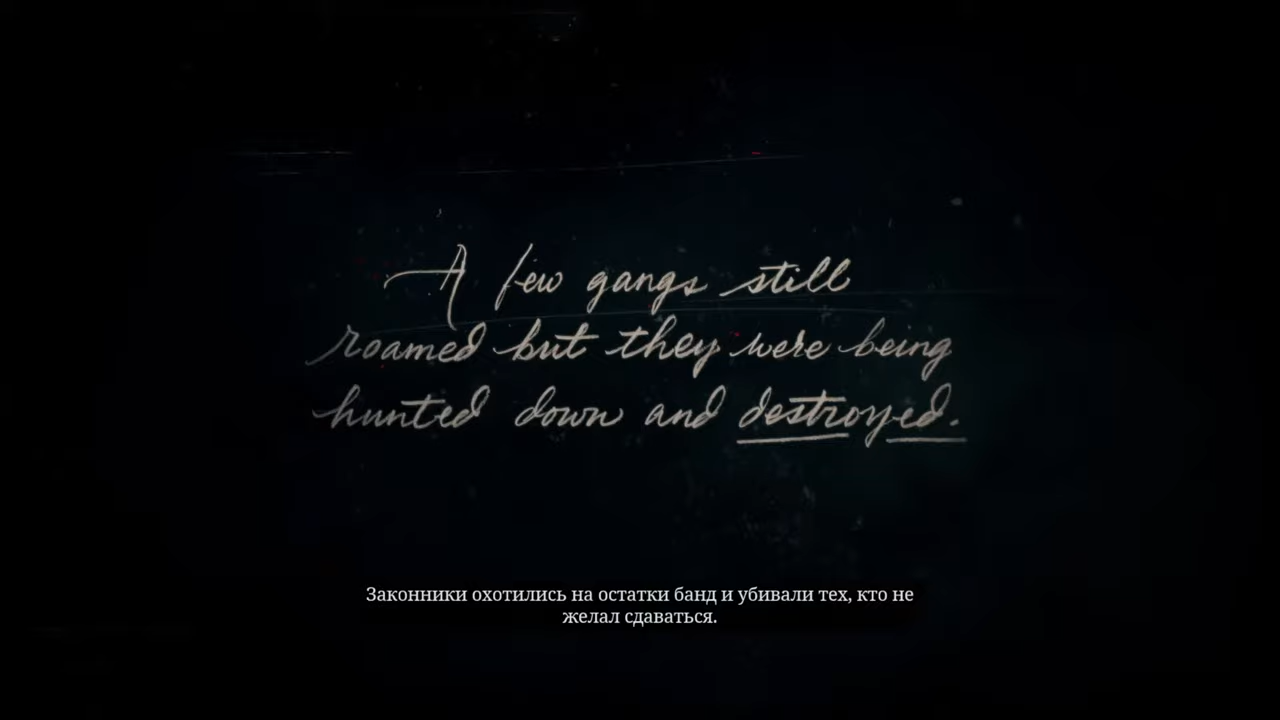 A few gangs still
roamed but they were being
hunted down and destroyed.
Законники охотились на остатки банд и убивали тех, кто не
желал сдаваться.